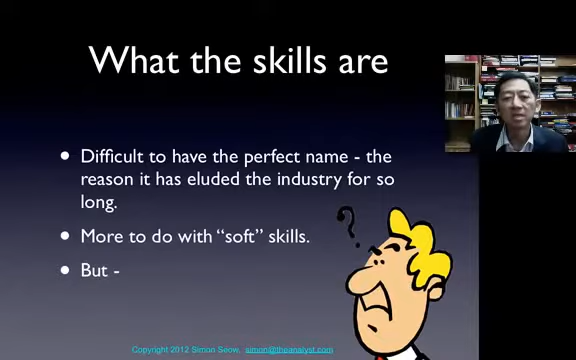 What the skills are
• Difficult to have the perfect name - the
reason it has eluded the industry for so
long.
• More to do with “soft” skills.
• But -
?
Copyright 2012 Simon Seow, simon@theanalyst.com